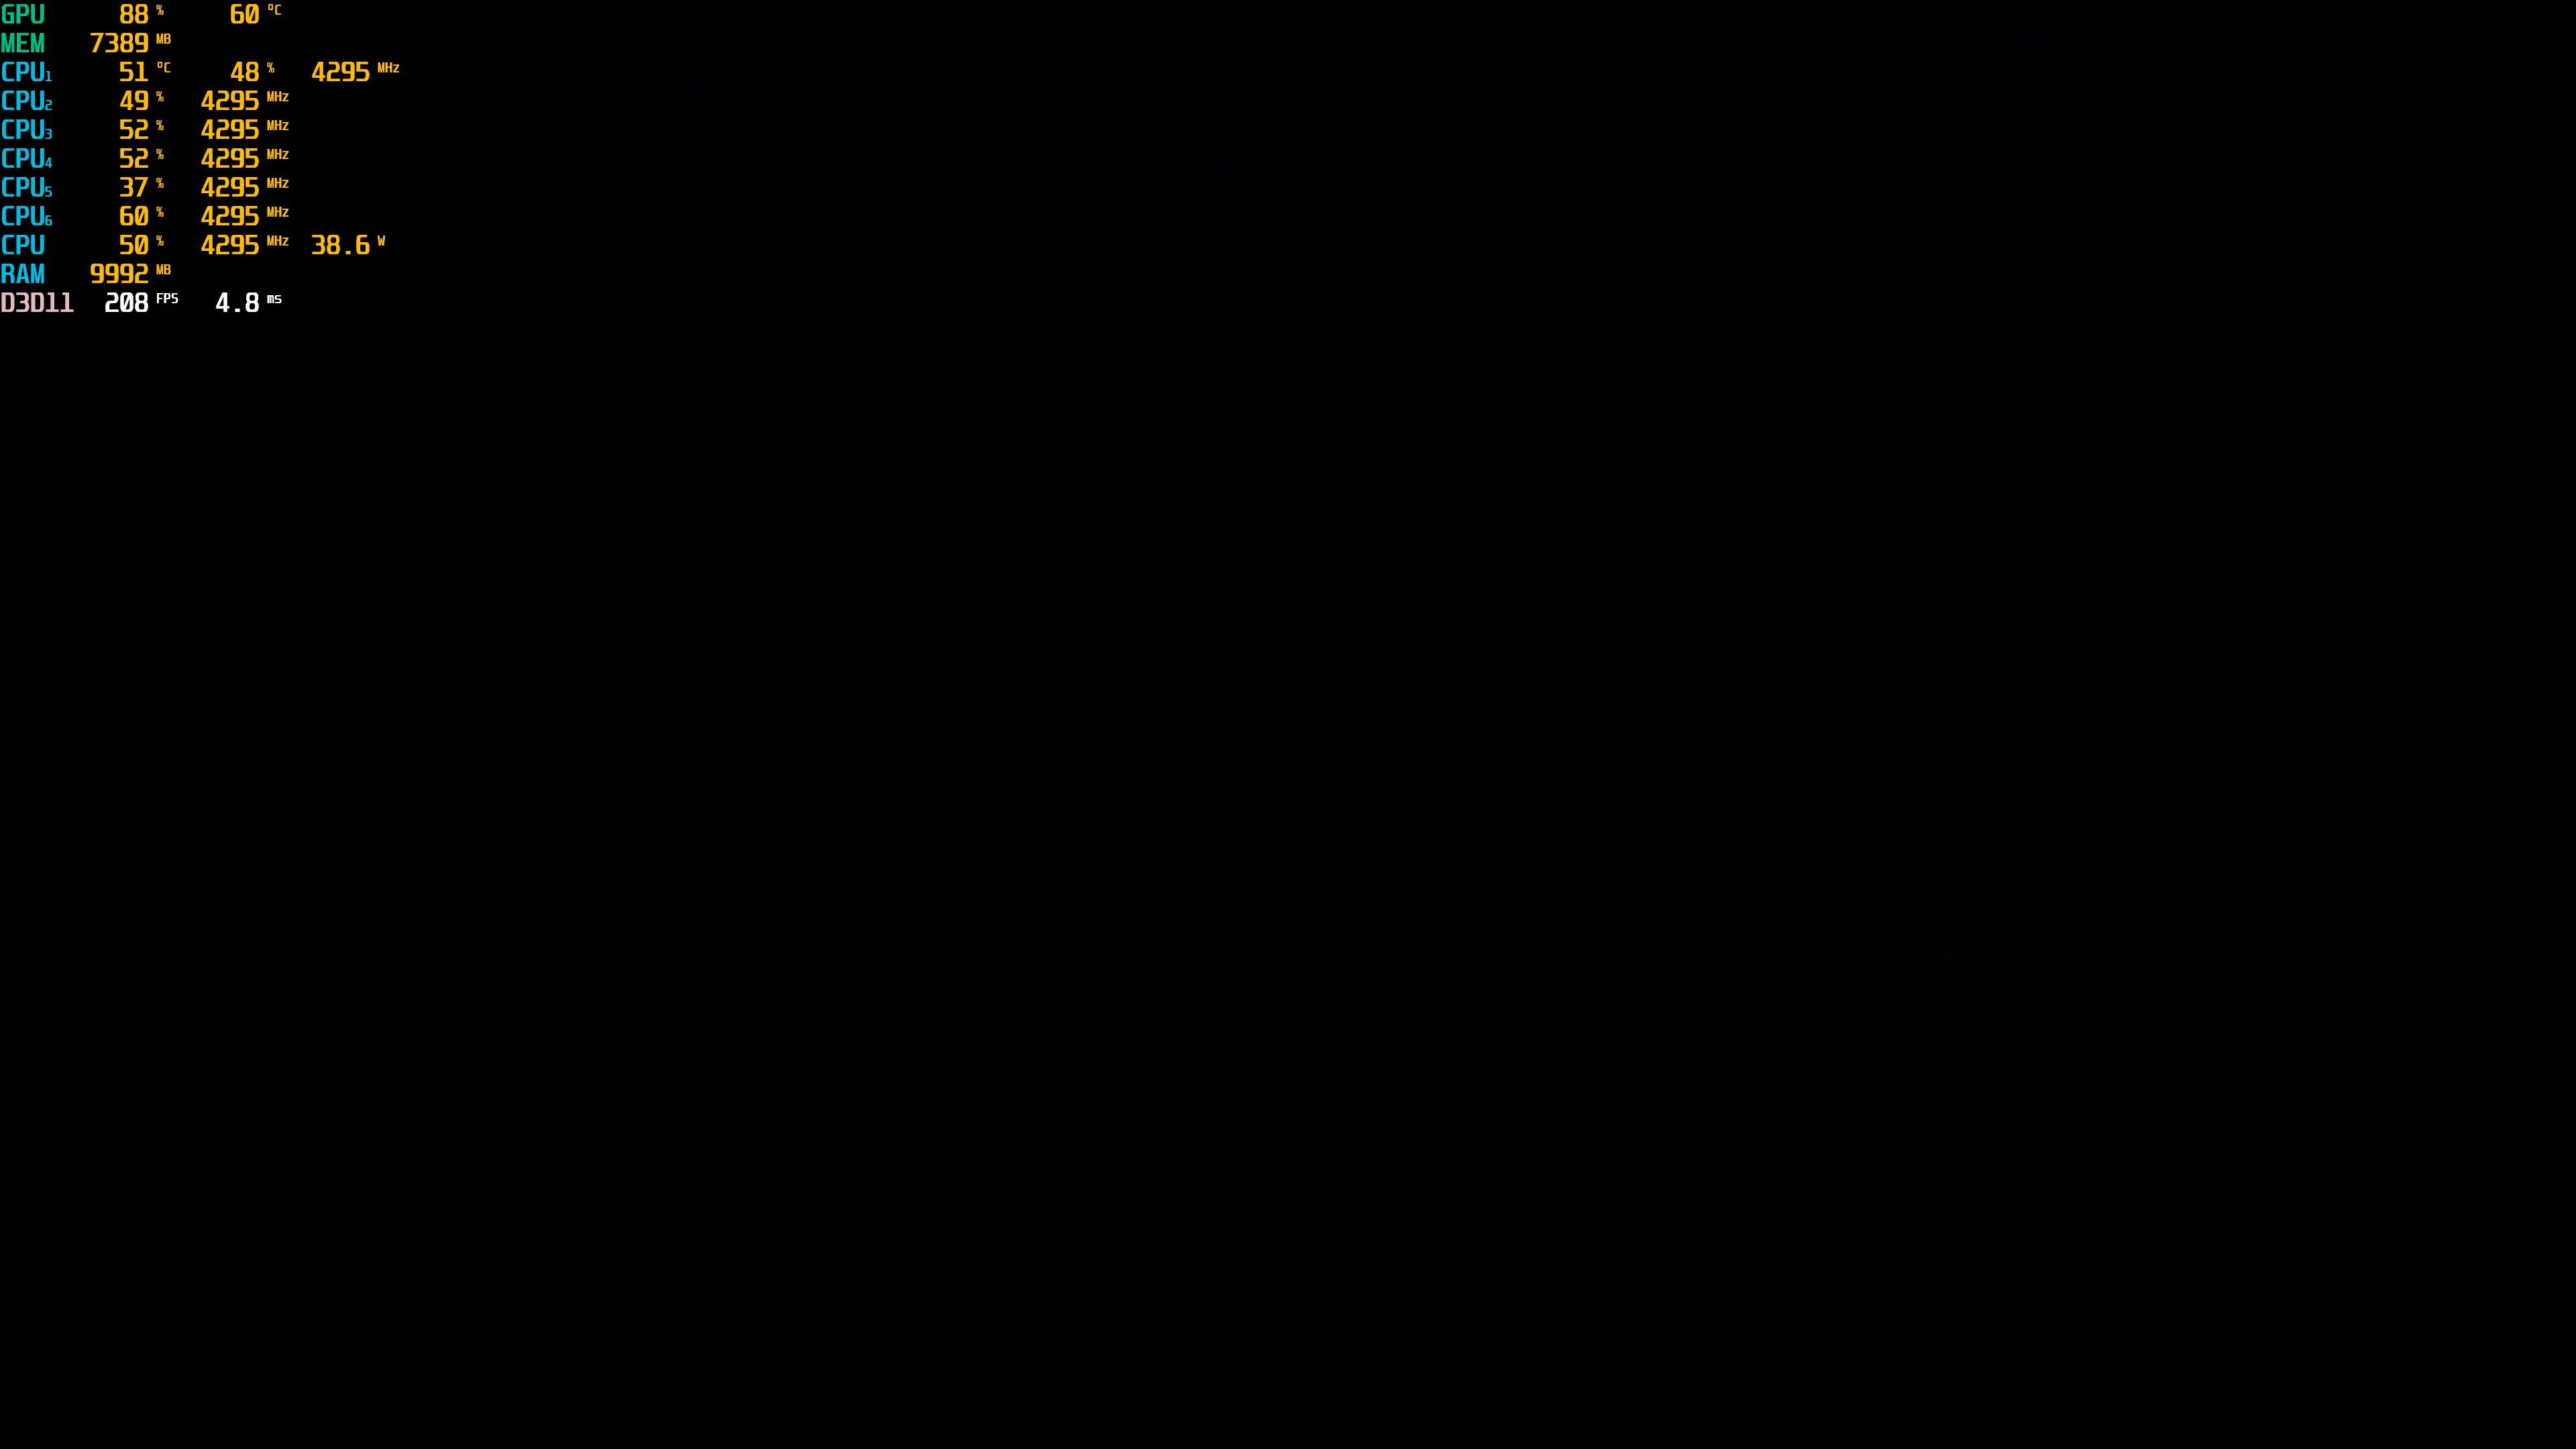 GPU 88 % 60 °C
MEM 7389 MB
CPU1 51 °C 48 % 4295 MHz
CPU2 49 % 4295 MHz
CPU3 52 % 4295 MHz
CPU4 52 % 4295 MHz
CPU5 37 % 4295 MHz
CPU6 60 % 4295 MHz
CPU 50 % 4295 MHz 38.6 W
RAM 9992 MB
D3D11 208 FPS 4.8 ms